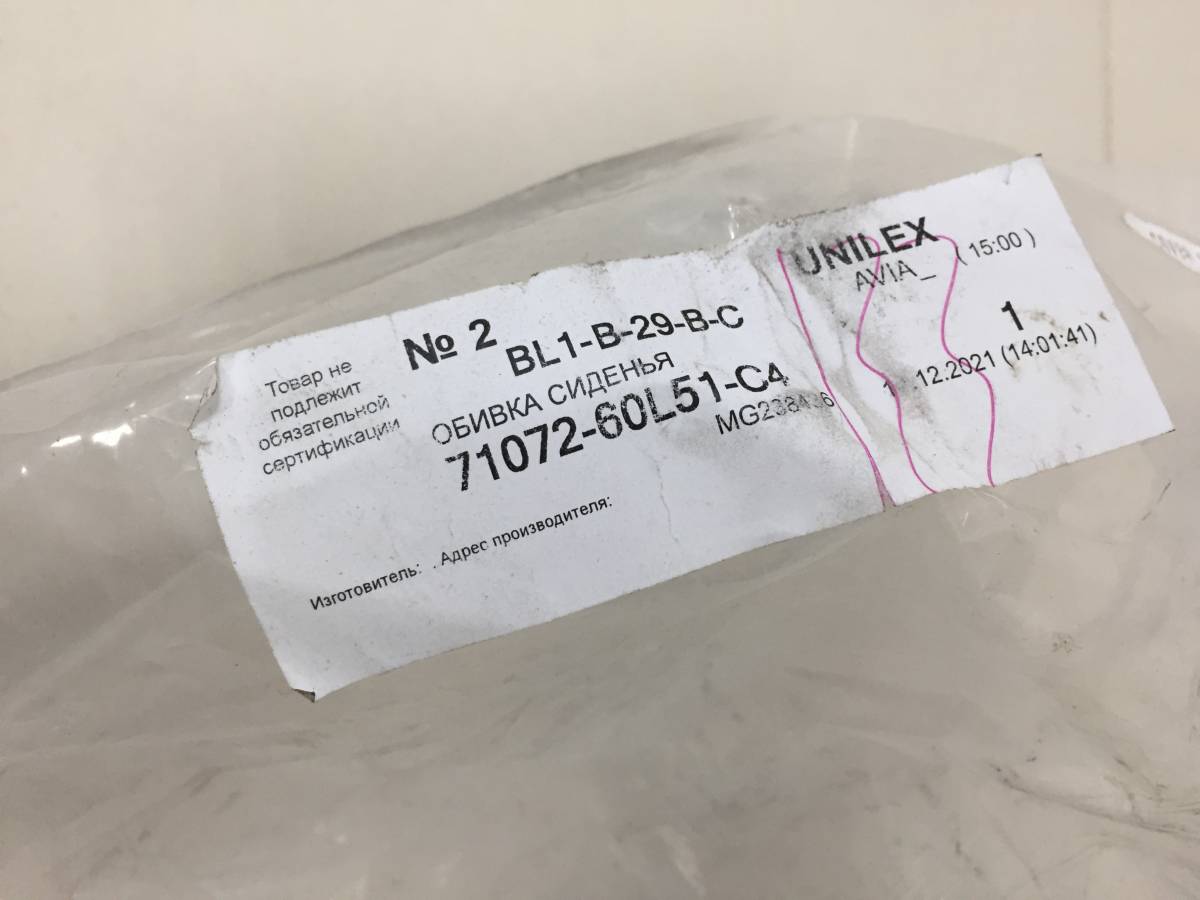 Товар не
подлежит
обязательной
сертификации
№ 2
BL1-B-29-B-C
ОБИВКА СИДЕНЬЯ
71072-60L51-C4
Изготовитель: . Адрес производителя:
UNILEX
AVIA_ (15:00 )
1
.12.2021 (14:01:41)